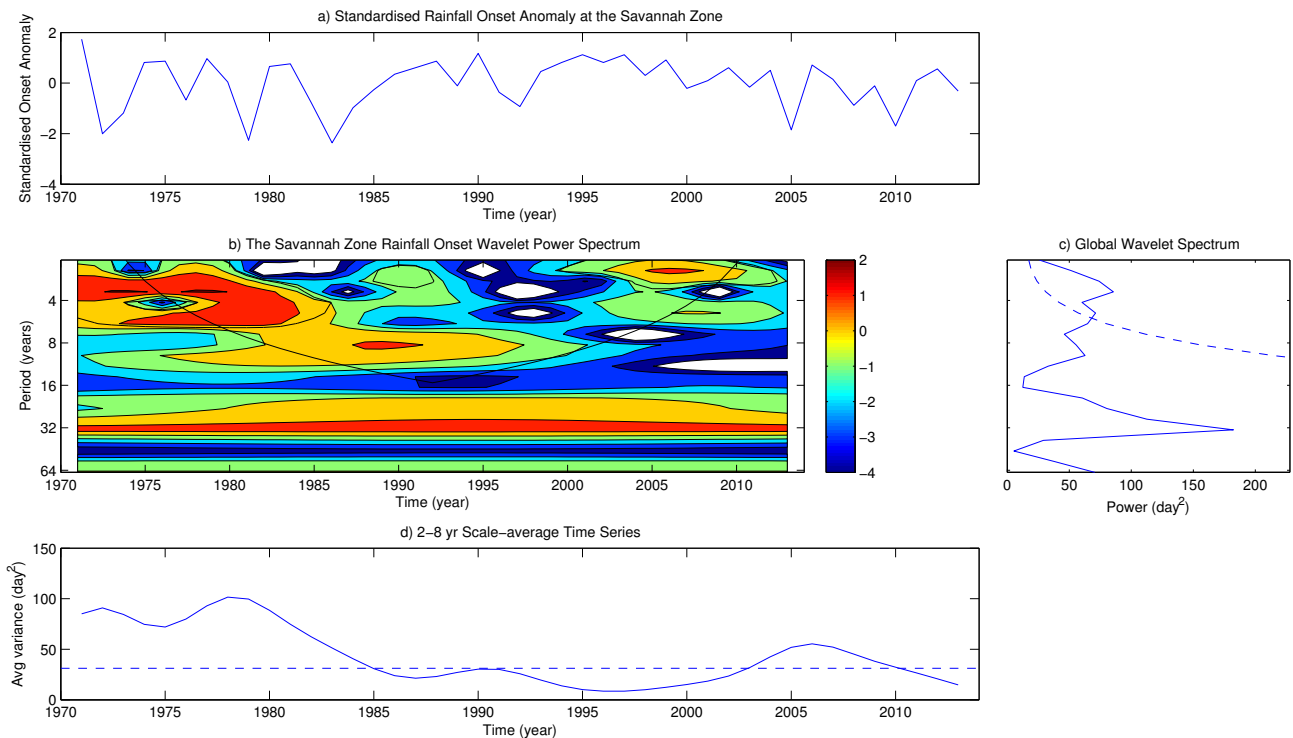 a) Standardised Rainfall Onset Anomaly at the Savannah Zone
Standardised Onset Anomaly
2
0
−2
−4
1970 1975 1980 1985 1990 1995 2000 2005 2010
Time (year)
b) The Savannah Zone Rainfall Onset Wavelet Power Spectrum
Period (years)
4
8
16
32
64
1970 1975 1980 1985 1990 1995 2000 2005 2010
Time (year)
2
1
0
−1
−2
−3
−4
c) Global Wavelet Spectrum
0 50 100 150 200
Power (day²)
d) 2−8 yr Scale−average Time Series
Avg variance (day²)
150
100
50
0
1970 1975 1980 1985 1990 1995 2000 2005 2010
Time (year)